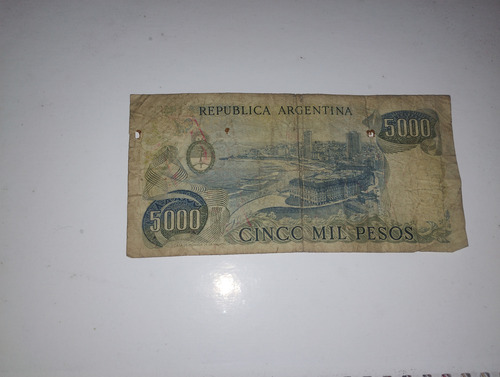 REPUBLICA ARGENTINA
5000
5000
CINCO MIL PESOS